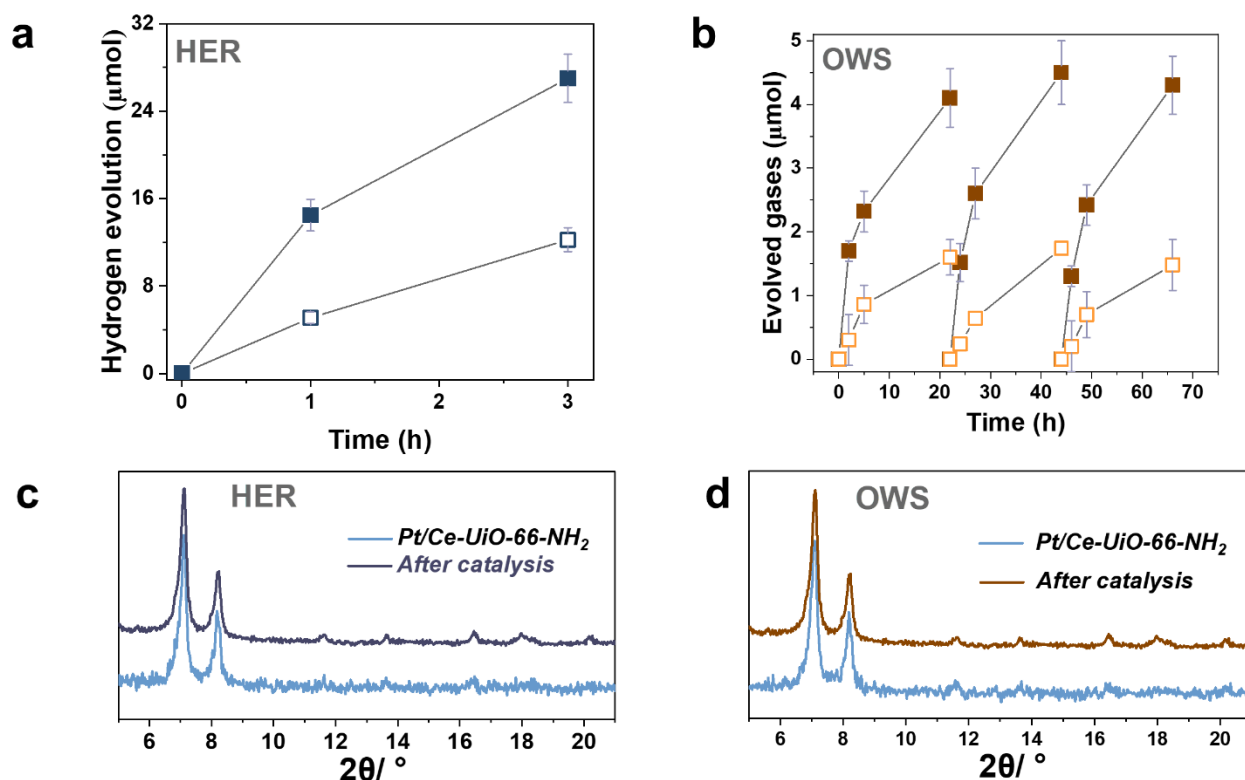 a
HER
Hydrogen evolution (μmol)
32
24
16
8
0
0
1
2
3
Time (h)
b
OWS
Evolved gases (μmol)
5
4
3
2
1
0
0
10
20
30
40
50
60
70
Time (h)
c
HER
Pt/Ce-UiO-66-NH₂
After catalysis
6
8
10
12
14
16
18
20
2θ/ °
d
OWS
Pt/Ce-UiO-66-NH₂
After catalysis
6
8
10
12
14
16
18
20
2θ/ °